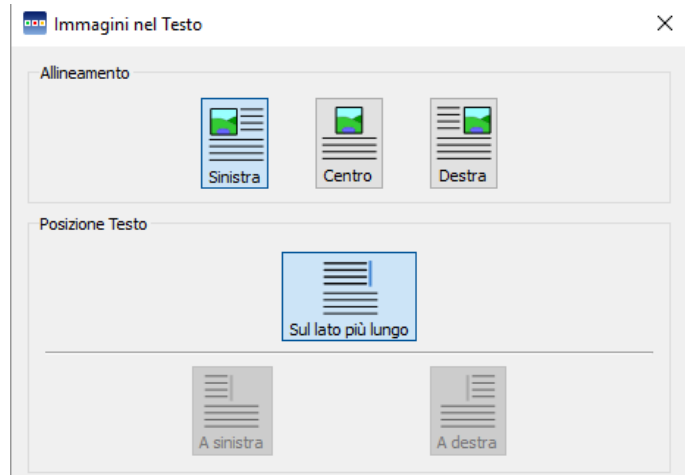 Immagini nel Testo
Allineamento
Sinistra
Centro
Destra
Posizione Testo
Sul lato più lungo
A sinistra
A destra